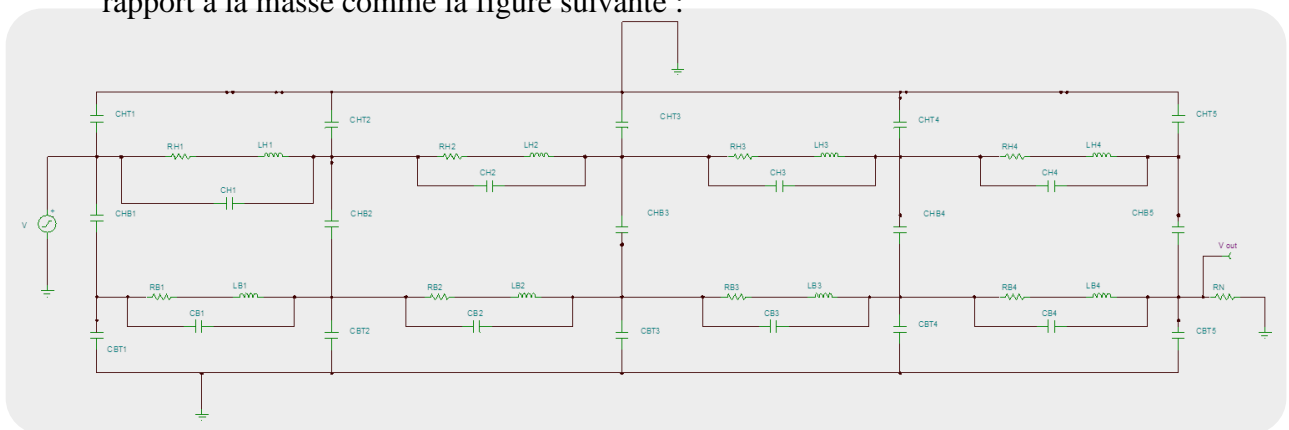 rapport à la masse comme la figure suivante :
CHT1
CHT2
CHT3
CHT4
CHT5
RH1
LH1
RH2
LH2
RH3
LH3
RH4
LH4
CH1
CH2
CH3
CH4
V
+
CHB1
CHB2
CHB3
CHB4
CHB5
V out
RB1
LB1
RB2
LB2
RB3
LB3
RB4
LB4
RN
CB1
CB2
CB3
CB4
CBT1
CBT2
CBT3
CBT4
CBT5